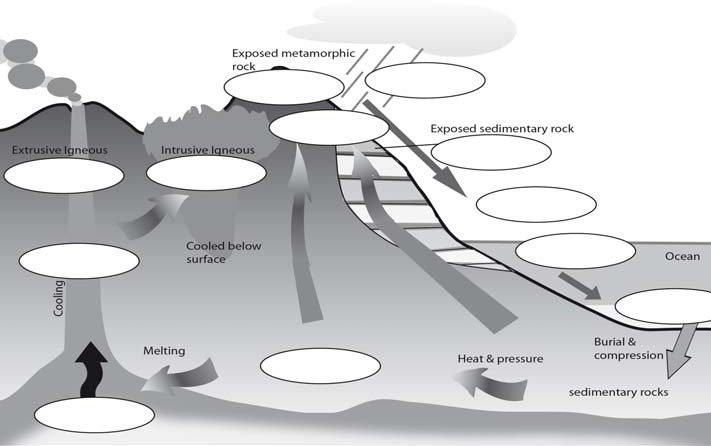 Exposed metamorphic
rock
Exposed sedimentary rock
Extrusive Igneous
Intrusive Igneous
Cooled below
surface
Ocean
Cooling
Melting
Heat & pressure
Burial &
compression
sedimentary rocks